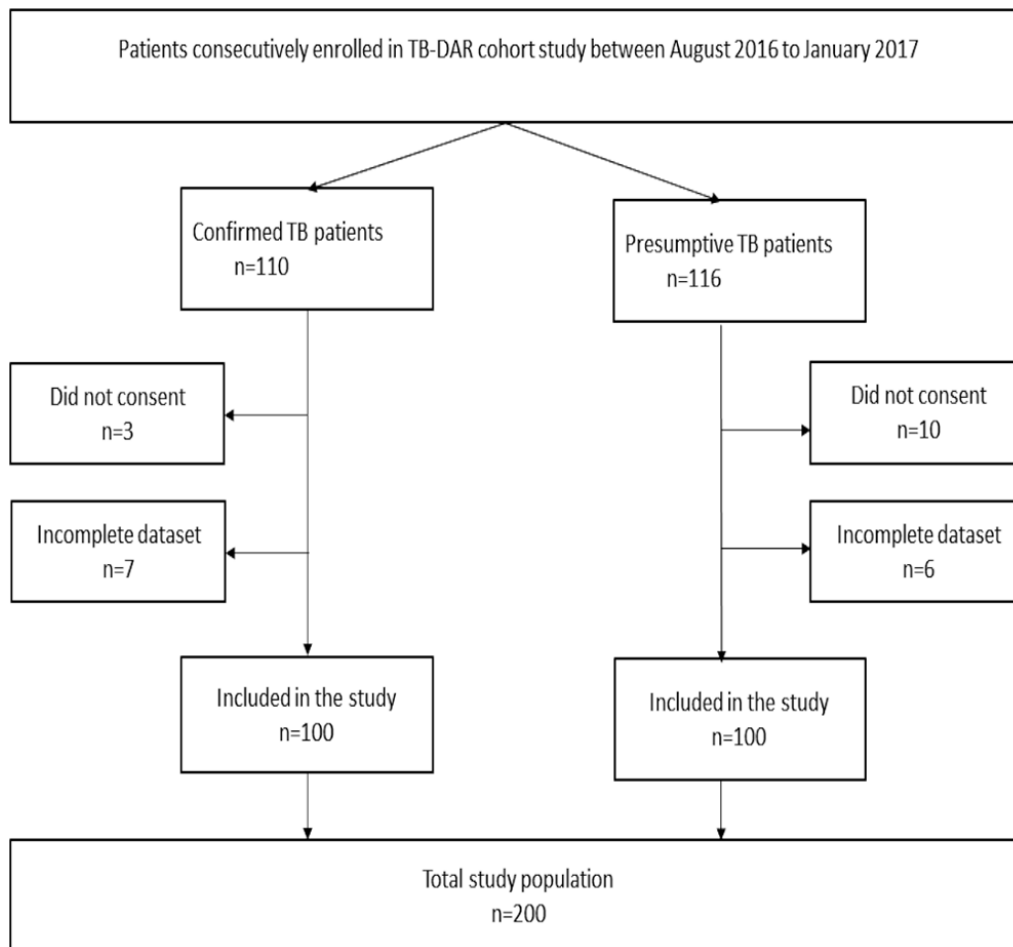 Patients consecutively enrolled in TB-DAR cohort study between August 2016 to January 2017
Confirmed TB patients
n=110
Presumptive TB patients
n=116
Did not consent
n=3
Did not consent
n=10
Incomplete dataset
n=7
Incomplete dataset
n=6
Included in the study
n=100
Included in the study
n=100
Total study population
n=200